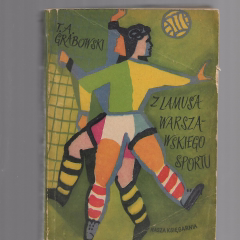 T. A.
GRABOWSKI
Z LAMUSA
WARSZA-
WSKIEGO
SPORTU